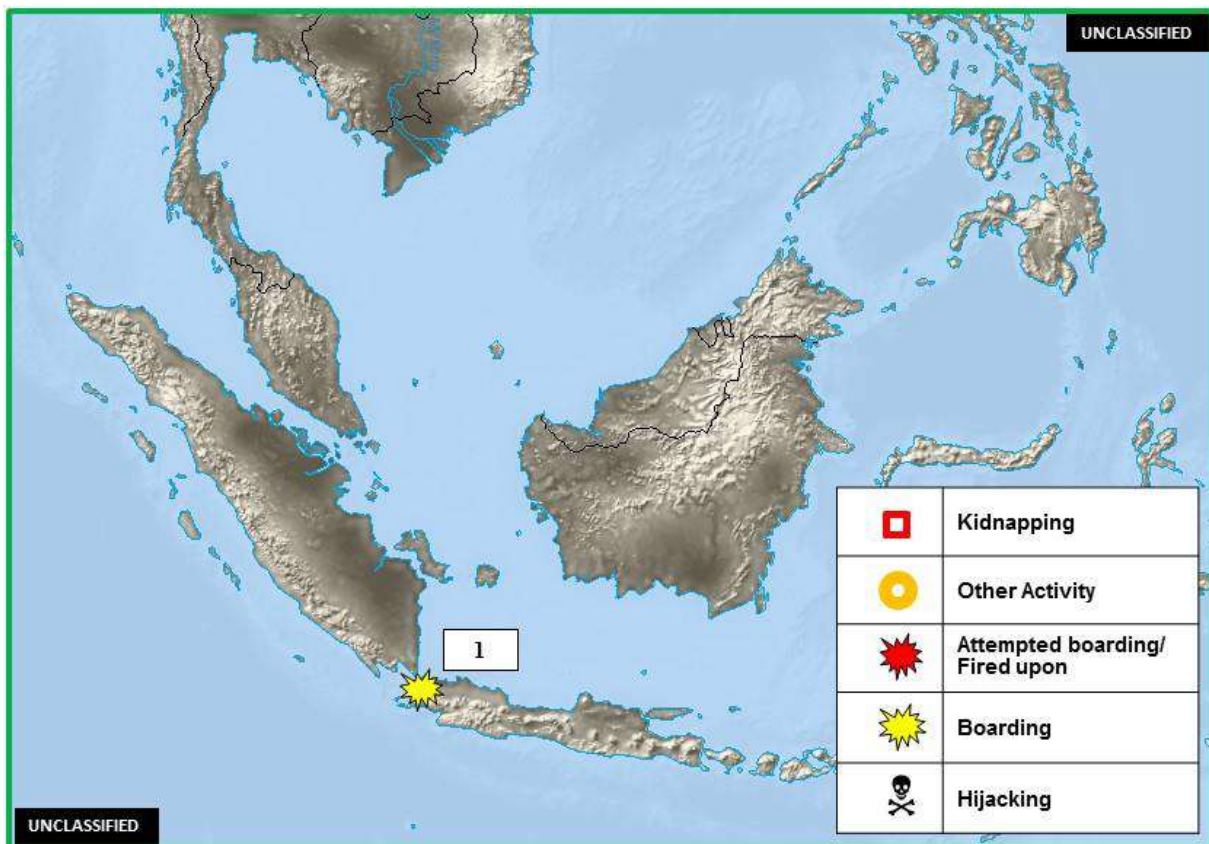 UNCLASSIFIED
1
Kidnapping
Other Activity
Attempted boarding/
Fired upon
Boarding
Hijacking
UNCLASSIFIED